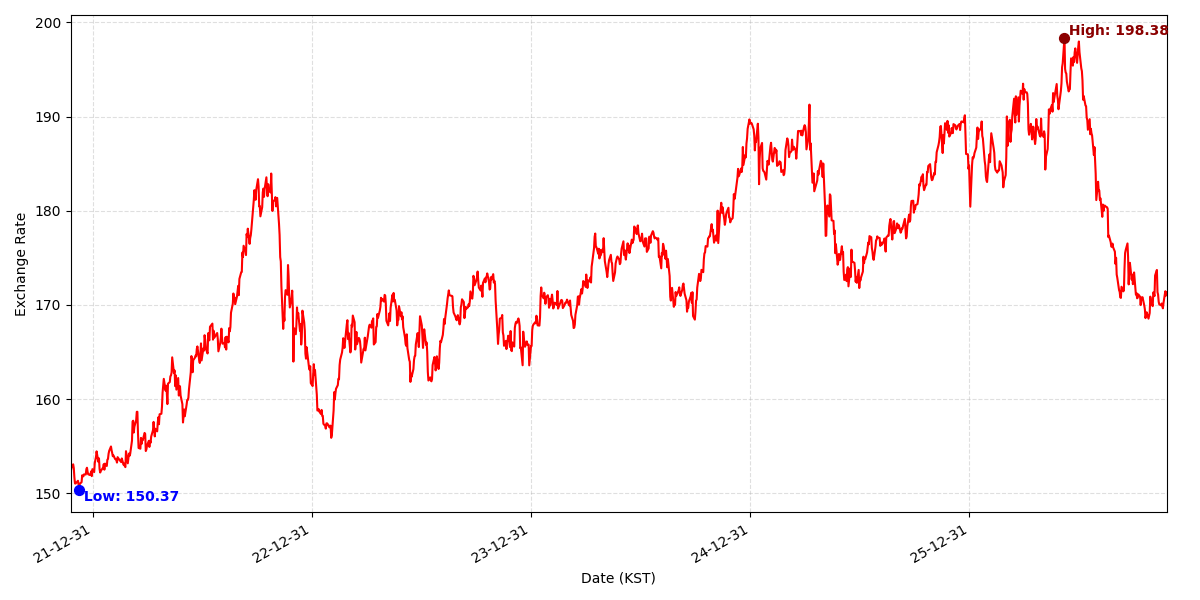 200
190
180
170
160
150
Exchange Rate
High: 198.38
Low: 150.37
21-12-31
22-12-31
23-12-31
24-12-31
25-12-31
Date (KST)